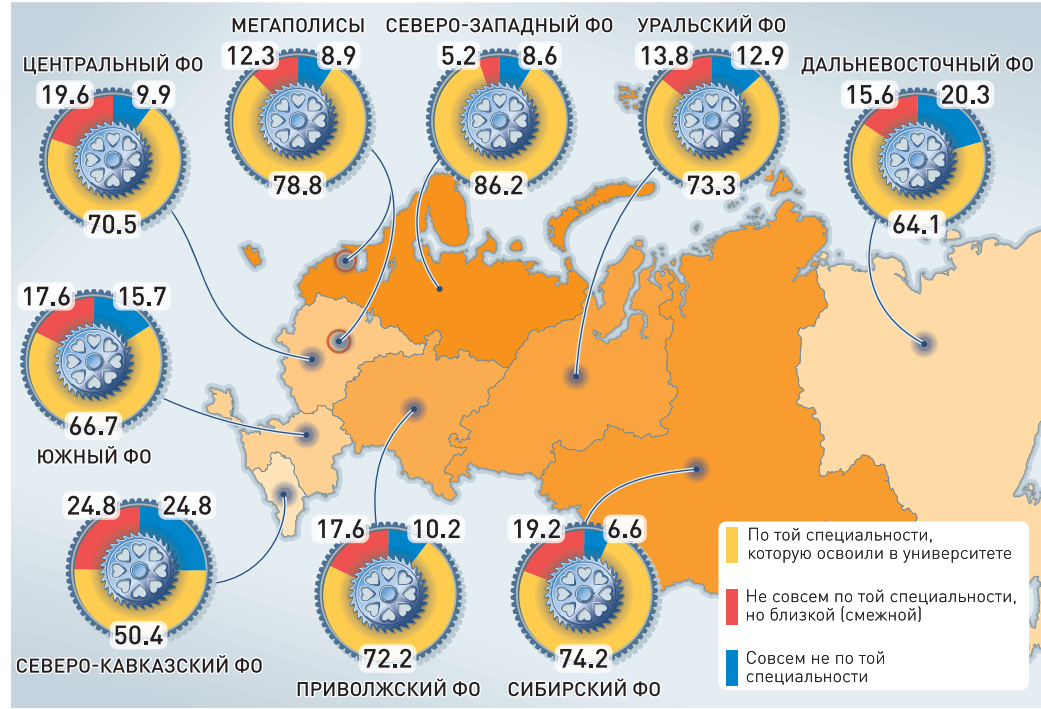 МЕГАПОЛИСЫ
12.3
8.9
78.8
СЕВЕРО-ЗАПАДНЫЙ ФО
5.2
8.6
86.2
УРАЛЬСКИЙ ФО
13.8
12.9
73.3
ЦЕНТРАЛЬНЫЙ ФО
19.6
9.9
70.5
ДАЛЬНЕВОСТОЧНЫЙ ФО
15.6
20.3
64.1
17.6
15.7
66.7
ЮЖНЫЙ ФО
24.8
24.8
50.4
СЕВЕРО-КАВКАЗСКИЙ ФО
17.6
10.2
72.2
ПРИВОЛЖСКИЙ ФО
19.2
6.6
74.2
СИБИРСКИЙ ФО
По той специальности,
которую освоили в университете
Не совсем по той специальности,
но близкой (смежной)
Совсем не по той
специальности